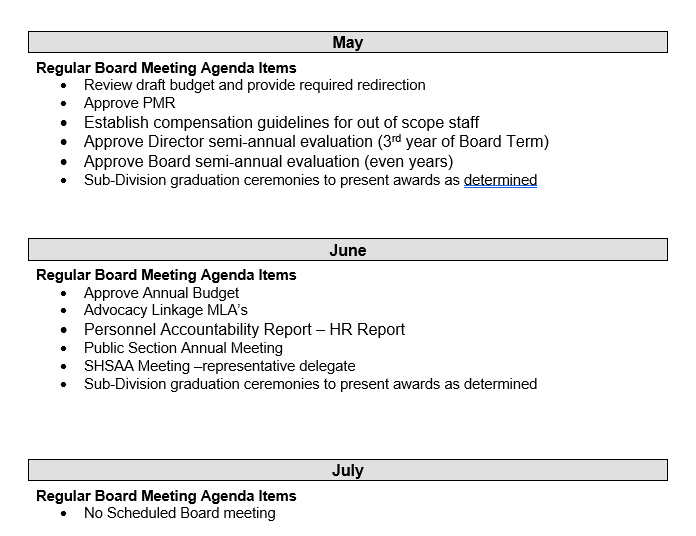 May
Regular Board Meeting Agenda Items
• Review draft budget and provide required redirection
• Approve PMR
• Establish compensation guidelines for out of scope staff
• Approve Director semi-annual evaluation (3rd year of Board Term)
• Approve Board semi-annual evaluation (even years)
• Sub-Division graduation ceremonies to present awards as determined
June
Regular Board Meeting Agenda Items
• Approve Annual Budget
• Advocacy Linkage MLA’s
• Personnel Accountability Report – HR Report
• Public Section Annual Meeting
• SHSAA Meeting –representative delegate
• Sub-Division graduation ceremonies to present awards as determined
July
Regular Board Meeting Agenda Items
• No Scheduled Board meeting